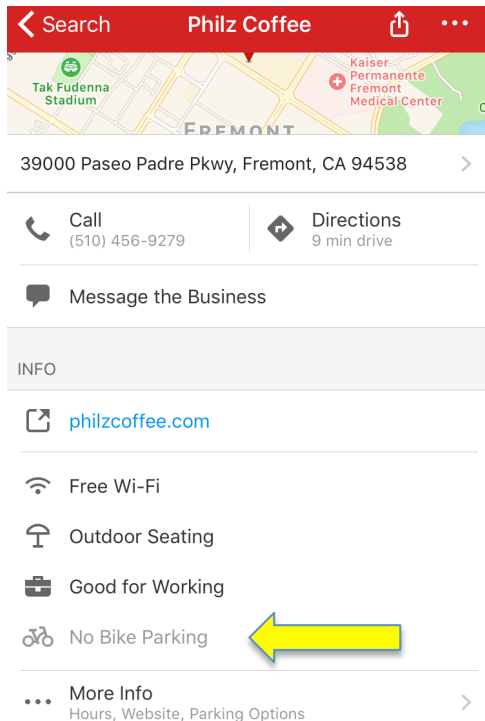 Search
Philz Coffee
Tak Fudenna
Stadium
Kaiser
Permanente
Fremont
Medical Center
FREMONT
39000 Paseo Padre Pkwy, Fremont, CA 94538
Call
(510) 456-9279
Directions
9 min drive
Message the Business
INFO
philzcoffee.com
Free Wi-Fi
Outdoor Seating
Good for Working
No Bike Parking
More Info
Hours, Website, Parking Options